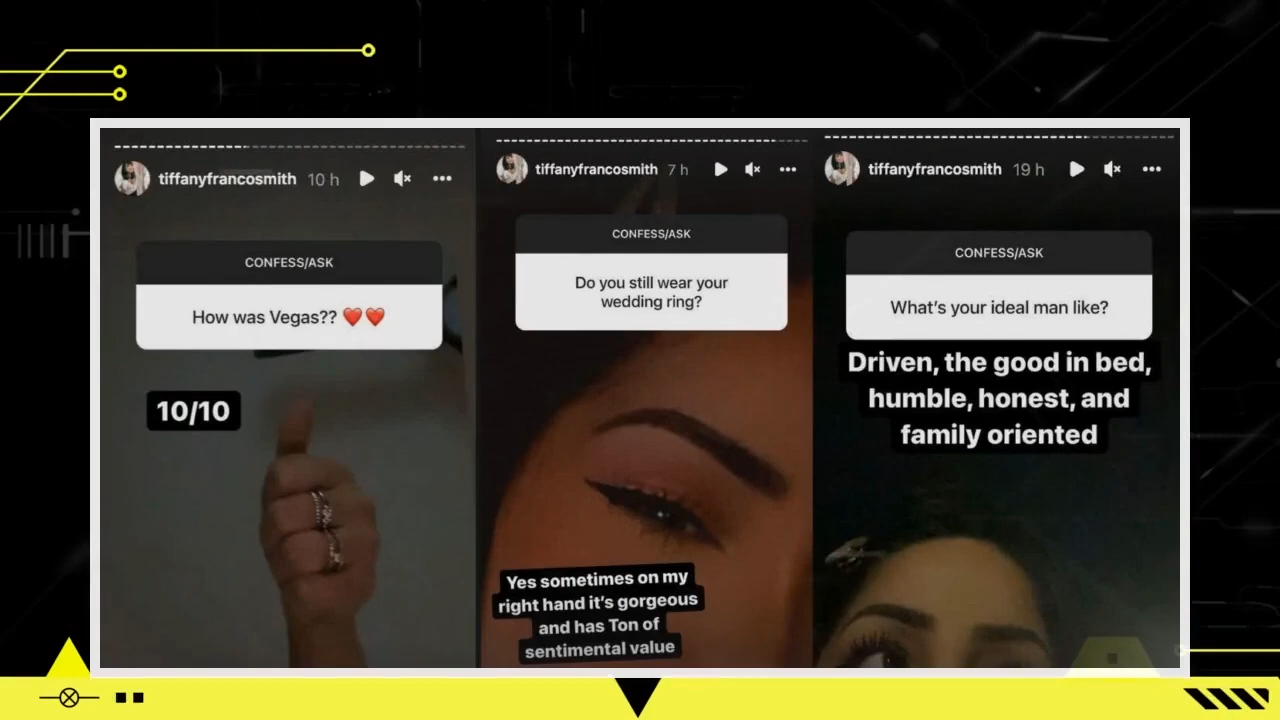 tiffanyfrancosmith 10 h
CONFESS/ASK
How was Vegas?? ❤️❤️
10/10
tiffanyfrancosmith 7 h
CONFESS/ASK
Do you still wear your
wedding ring?
Yes sometimes on my
right hand it's gorgeous
and has Ton of
sentimental value
tiffanyfrancosmith 19 h
CONFESS/ASK
What's your ideal man like?
Driven, the good in bed,
humble, honest, and
family oriented